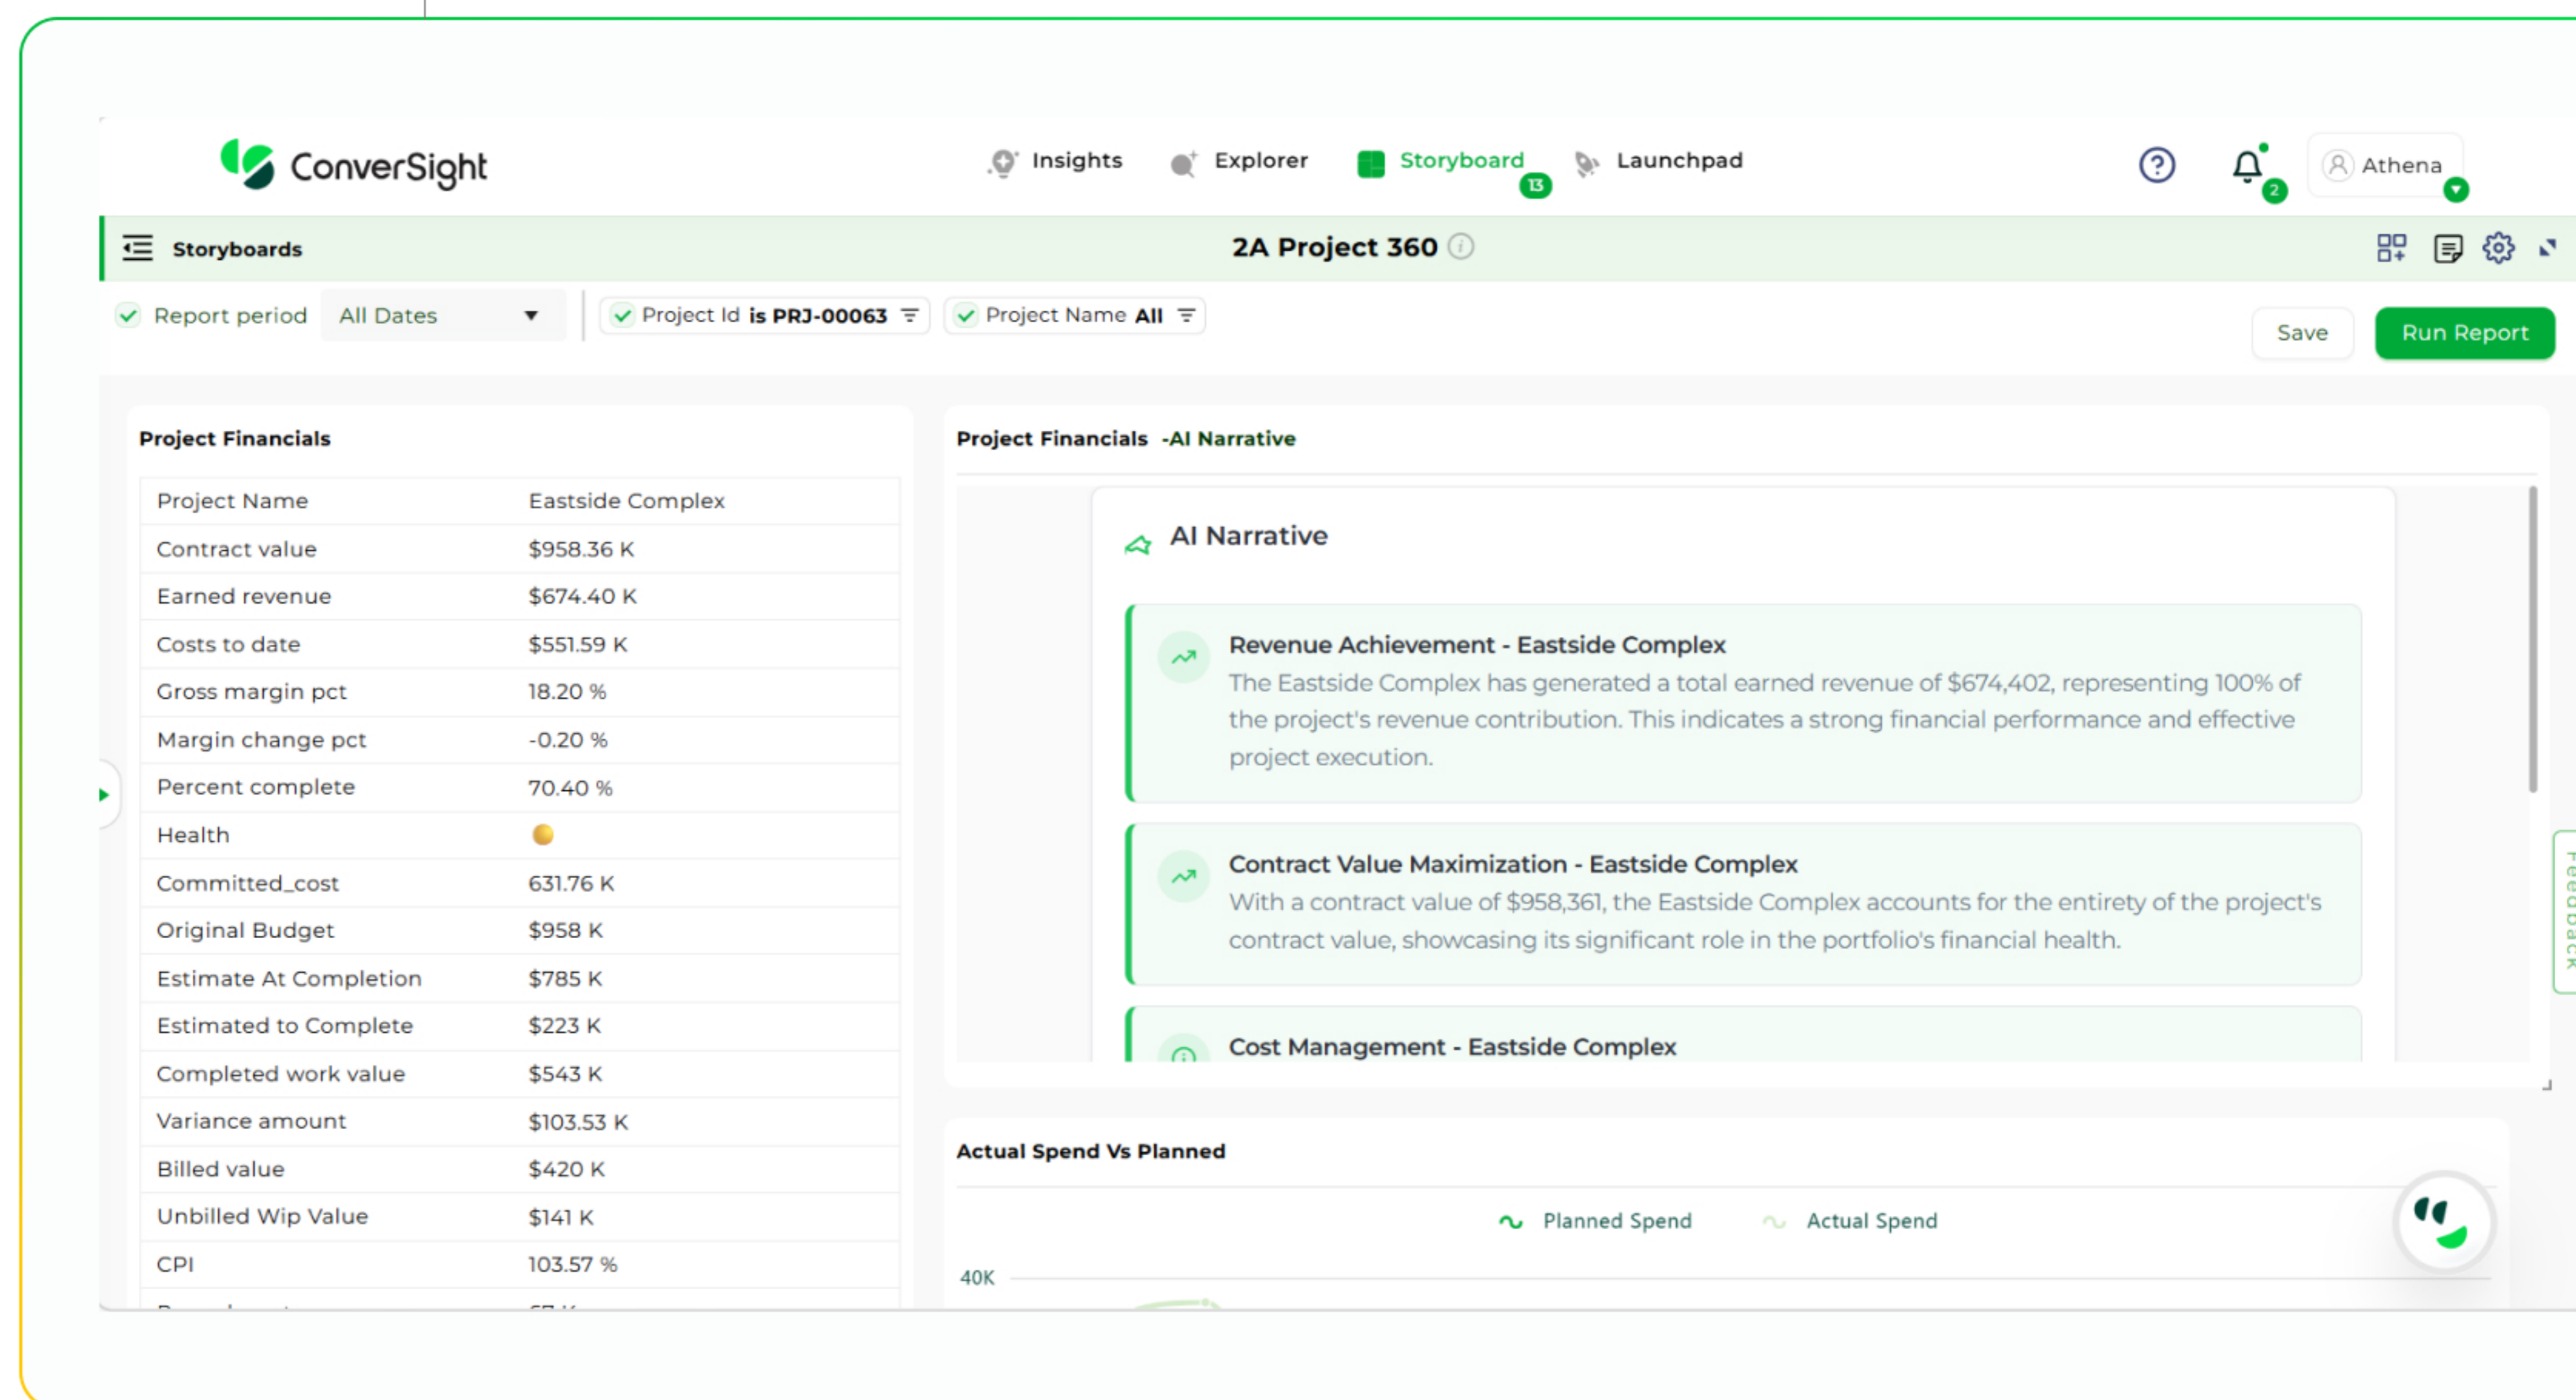 ConverSight
Insights
Explorer
Storyboard
13
Launchpad
2
Athena
Storyboards
2A Project 360
Report period
All Dates
Project Id is PRJ-00063
Project Name All
Save
Run Report
Project Financials
Project Name Eastside Complex
Contract value $958.36 K
Earned revenue $674.40 K
Costs to date $551.59 K
Gross margin pct 18.20 %
Margin change pct -0.20 %
Percent complete 70.40 %
Health
Committed_cost 631.76 K
Original Budget $958 K
Estimate At Completion $785 K
Estimated to Complete $223 K
Completed work value $543 K
Variance amount $103.53 K
Billed value $420 K
Unbilled Wip Value $141 K
CPI 103.57 %
Project Financials -AI Narrative
AI Narrative
Revenue Achievement - Eastside Complex
The Eastside Complex has generated a total earned revenue of $674,402, representing 100% of
the project's revenue contribution. This indicates a strong financial performance and effective
project execution.
Contract Value Maximization - Eastside Complex
With a contract value of $958,361, the Eastside Complex accounts for the entirety of the project's
contract value, showcasing its significant role in the portfolio's financial health.
Cost Management - Eastside Complex
Actual Spend Vs Planned
Planned Spend
Actual Spend
40K
Feedback